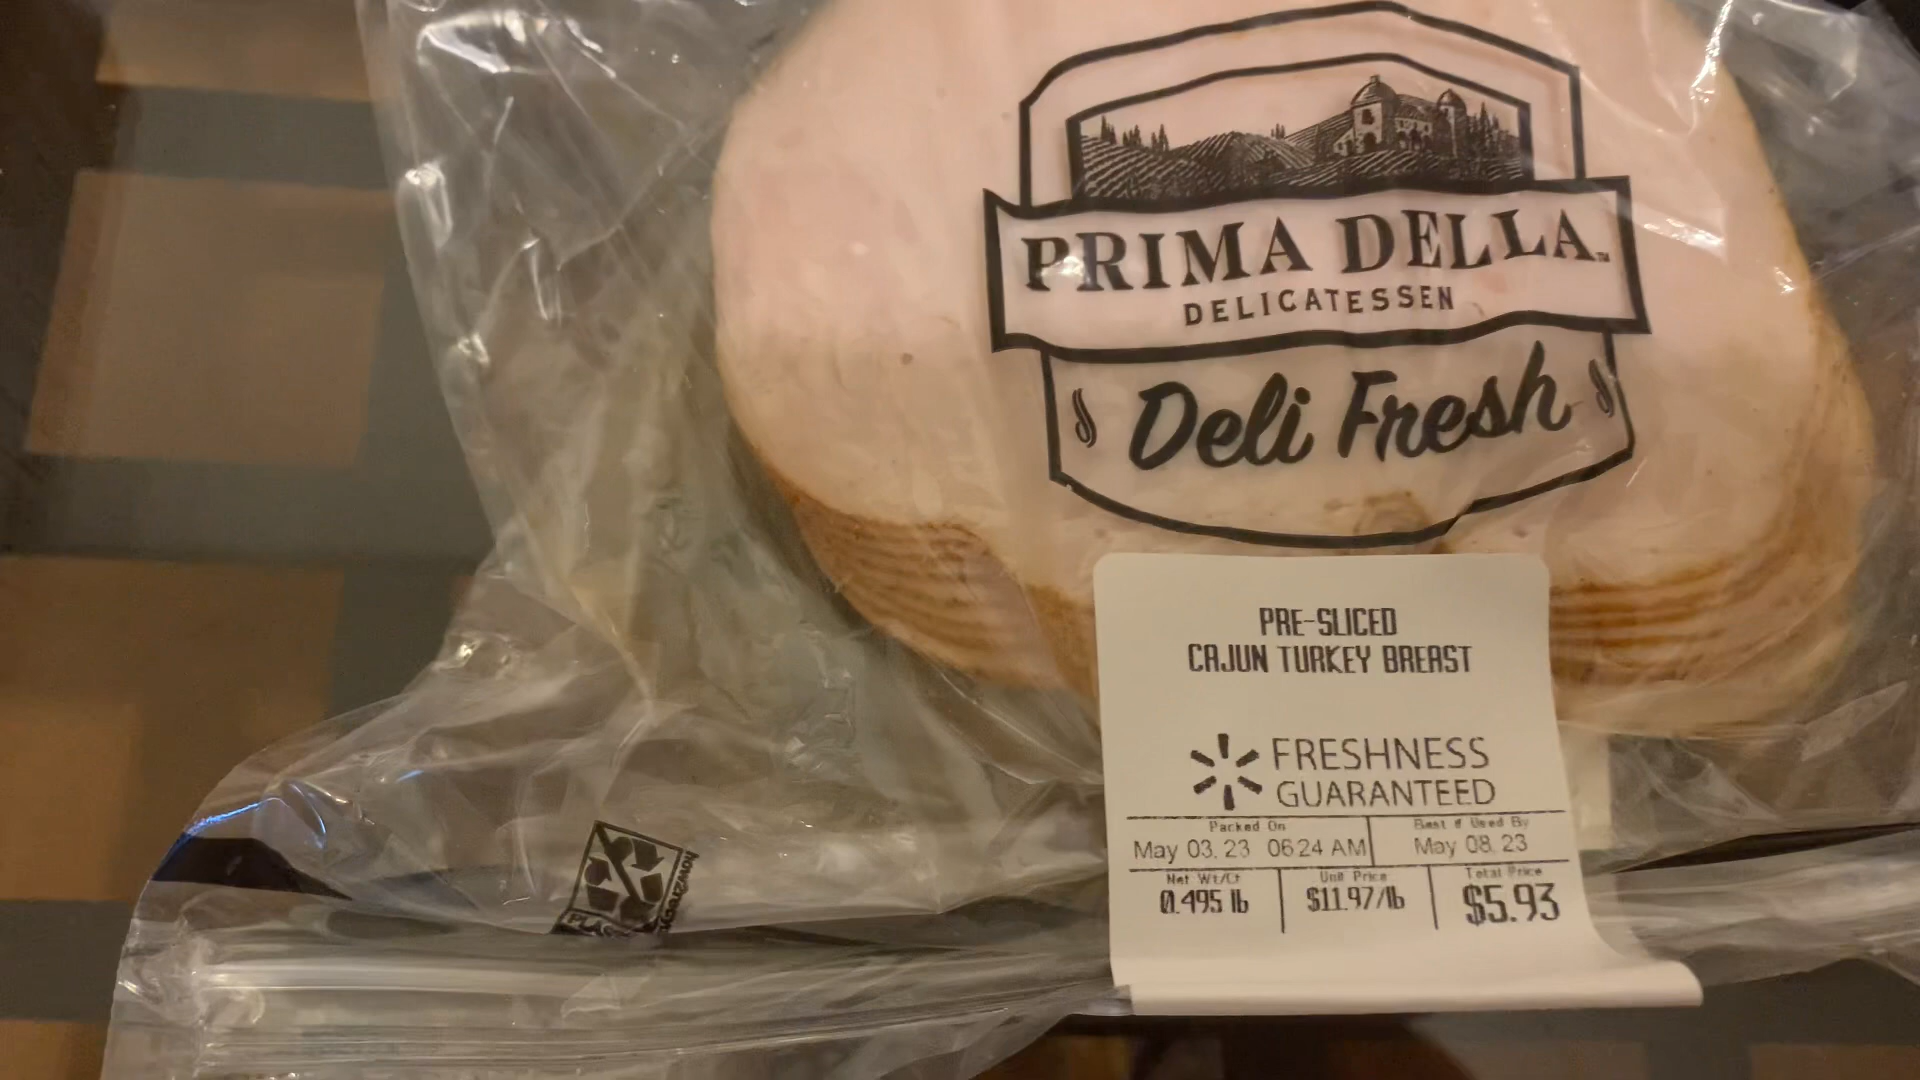 PRIMA DELLA™
DELICATESSEN
Deli Fresh
PRE-SLICED
CAJUN TURKEY BREAST
FRESHNESS
GUARANTEED
Packed On
May 03, 23 06:24 AM
Best if Used By
May 08, 23
Net Wt/Ct
0.495 lb
Unit Price
$11.97/lb
Total Price
$5.93
how2recycle